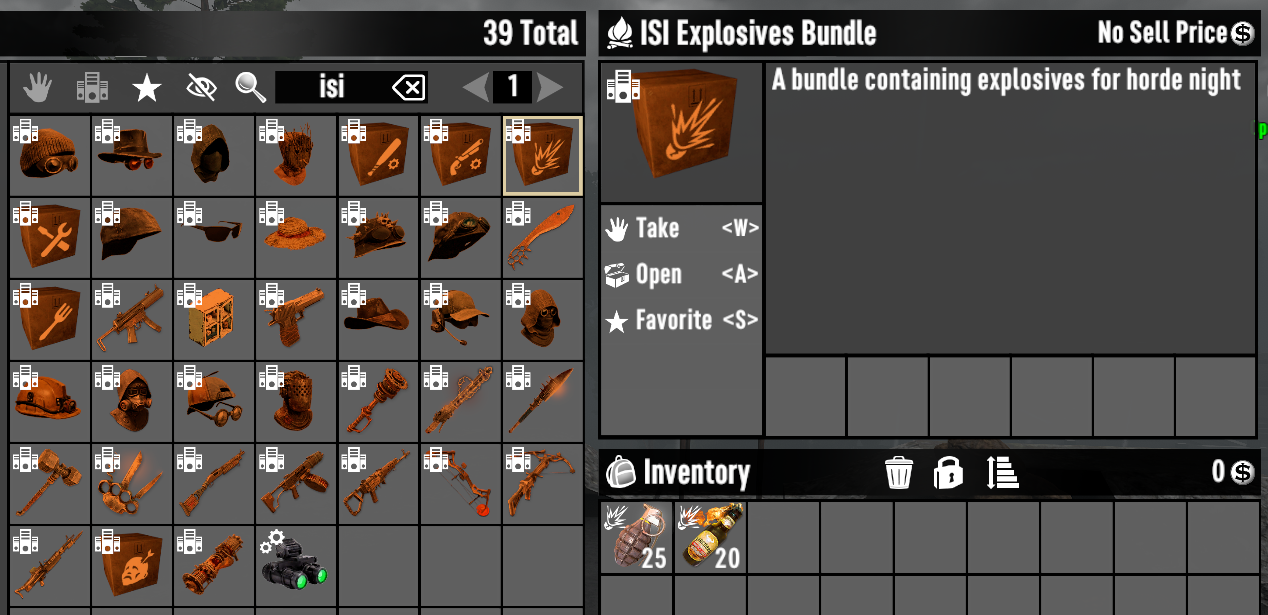 39 Total
isi
1
ISI Explosives Bundle
No Sell Price
A bundle containing explosives for horde night
Take <W>
Open <A>
Favorite <S>
p
Inventory
0
25
20